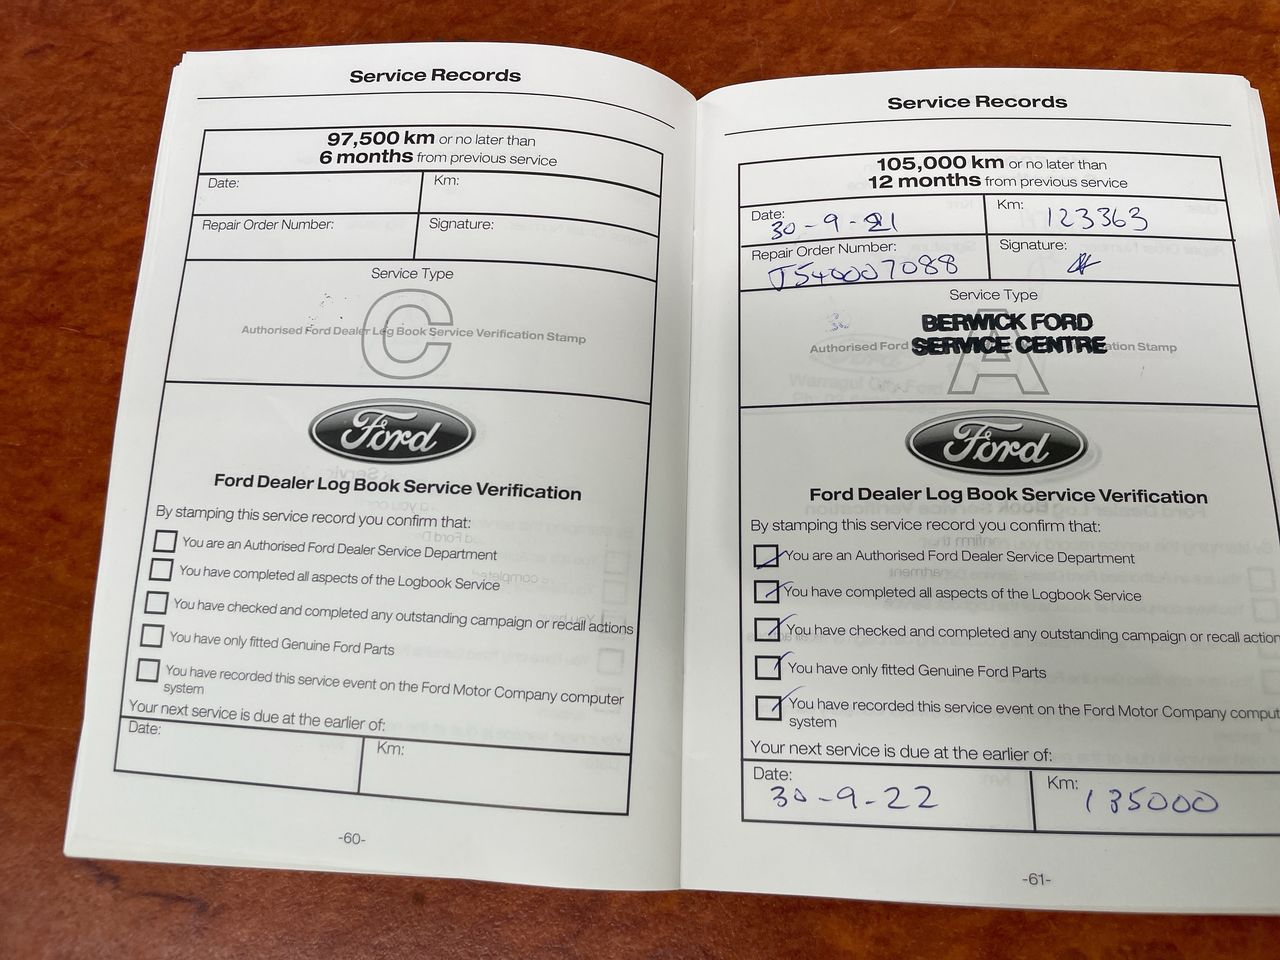 Service Records
97,500 km or no later than
6 months from previous service
Date:
Km:
Repair Order Number:
Signature:
Service Type
C
Authorised Ford Dealer Log Book Service Verification Stamp
Ford
Ford Dealer Log Book Service Verification
By stamping this service record you confirm that:
You are an Authorised Ford Dealer Service Department
You have completed all aspects of the Logbook Service
You have checked and completed any outstanding campaign or recall actions
You have only fitted Genuine Ford Parts
You have recorded this service event on the Ford Motor Company computer
system
Your next service is due at the earlier of:
Date:
Km:
-60-
Service Records
105,000 km or no later than
12 months from previous service
Date: 30-9-21
Km: 123363
Repair Order Number:
J540007088
Signature:
Service Type
A
BERWICK FORD
SERVICE CENTRE
Authorised Ford ation Stamp
Ford
Ford Dealer Log Book Service Verification
By stamping this service record you confirm that:
You are an Authorised Ford Dealer Service Department
You have completed all aspects of the Logbook Service
You have checked and completed any outstanding campaign or recall action
You have only fitted Genuine Ford Parts
You have recorded this service event on the Ford Motor Company comput
system
Your next service is due at the earlier of:
Date: 30-9-22
Km: 135000
-61-